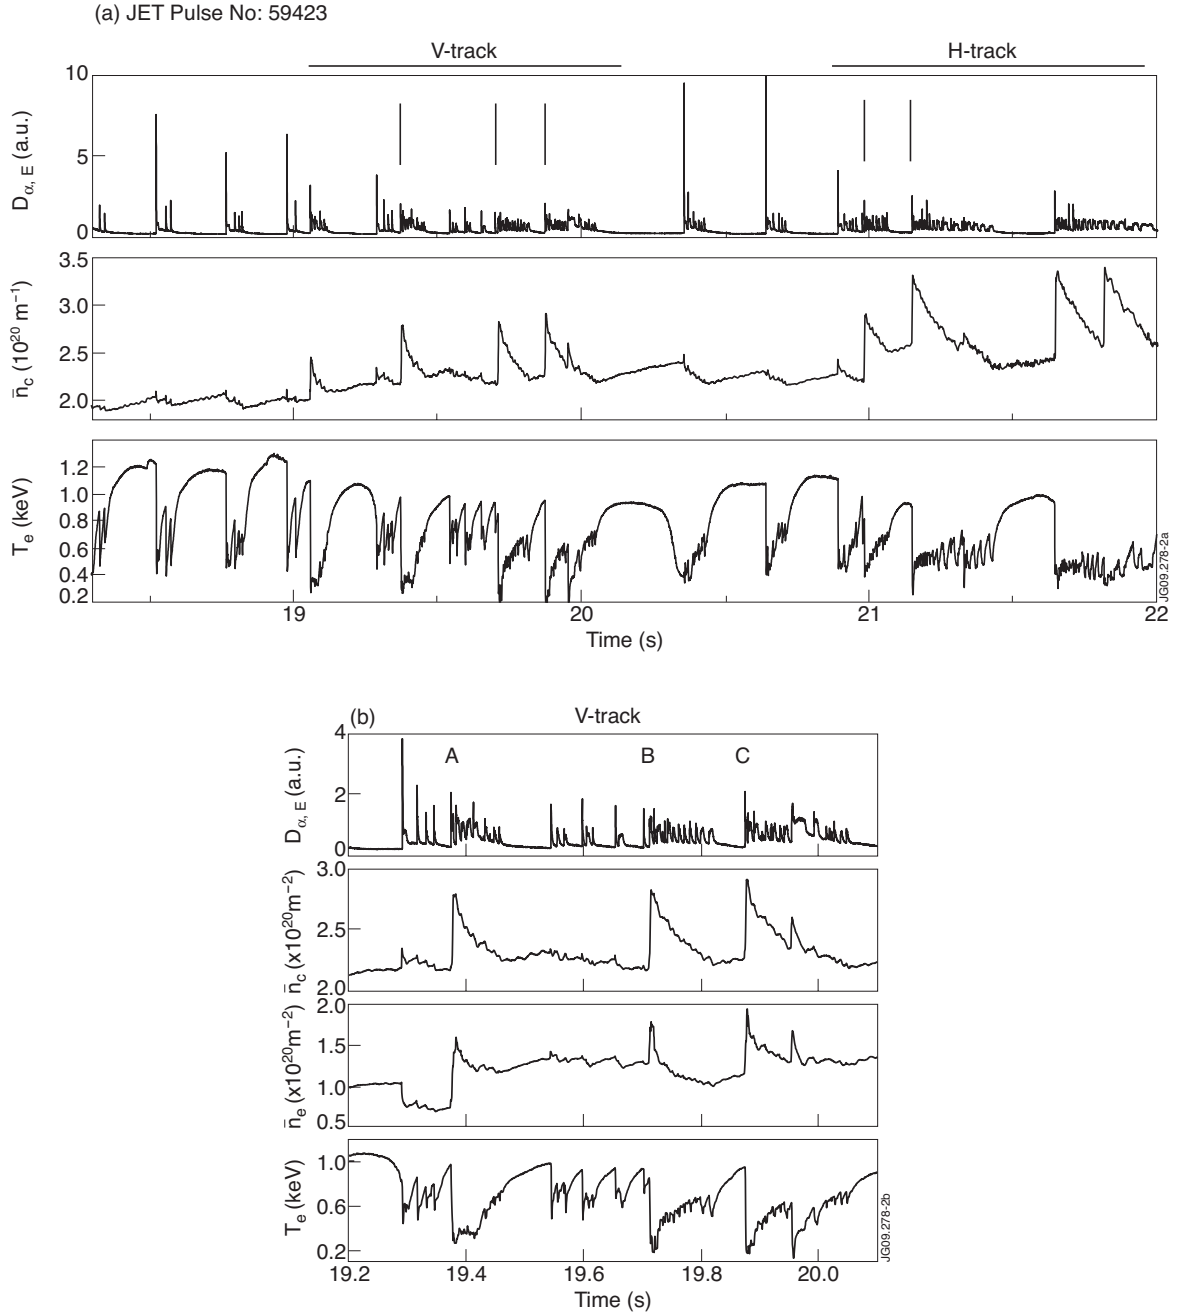 (a) JET Pulse No: 59423
V-track
H-track
10
5
0
Dα, E (a.u.)
3.5
3.0
2.5
2.0
n̄c (10²⁰ m⁻¹)
1.2
1.0
0.8
0.6
0.4
0.2
Te (keV)
JG09.278-2a
19
20
21
22
Time (s)
(b)
V-track
4
2
0
Dα, E (a.u.)
A
B
C
3.0
2.5
2.0
n̄c (x10²⁰m⁻²)
2.0
1.5
1.0
0.5
n̄e (x10²⁰m⁻²)
1.0
0.6
0.2
Te (keV)
JG09.278-2b
19.2
19.4
19.6
19.8
20.0
Time (s)